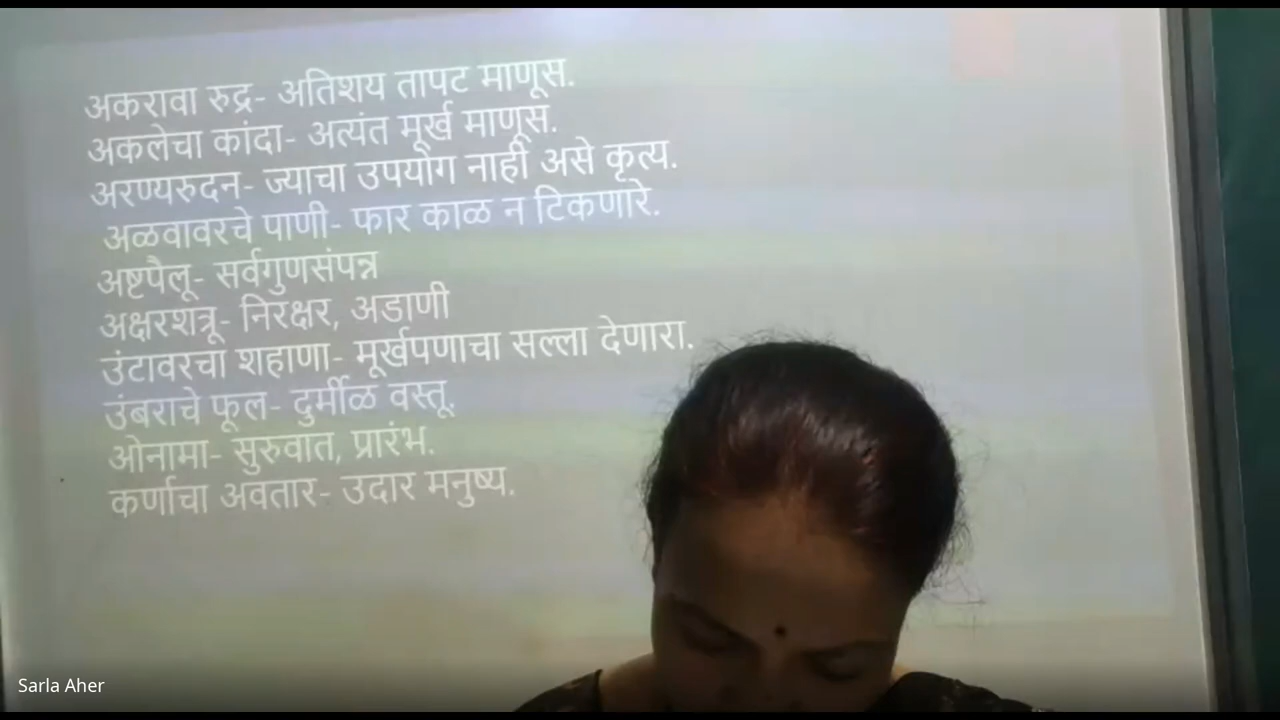 अकरावा रुद्र- अतिशय तापट माणूस.
अकलेचा कांदा- अत्यंत मूर्ख माणूस.
अरण्यरुदन- ज्याचा उपयोग नाही असे कृत्य.
अळवावरचे पाणी- फार काळ न टिकणारे.
अष्टपैलू- सर्वगुणसंपन्न
अक्षरशत्रू- निरक्षर, अडाणी
उंटावरचा शहाणा- मूर्खपणाचा सल्ला देणारा.
उंबराचे फूल- दुर्मीळ वस्तू.
ओनामा- सुरुवात, प्रारंभ.
कर्णाचा अवतार- उदार मनुष्य.
Sarla Aher